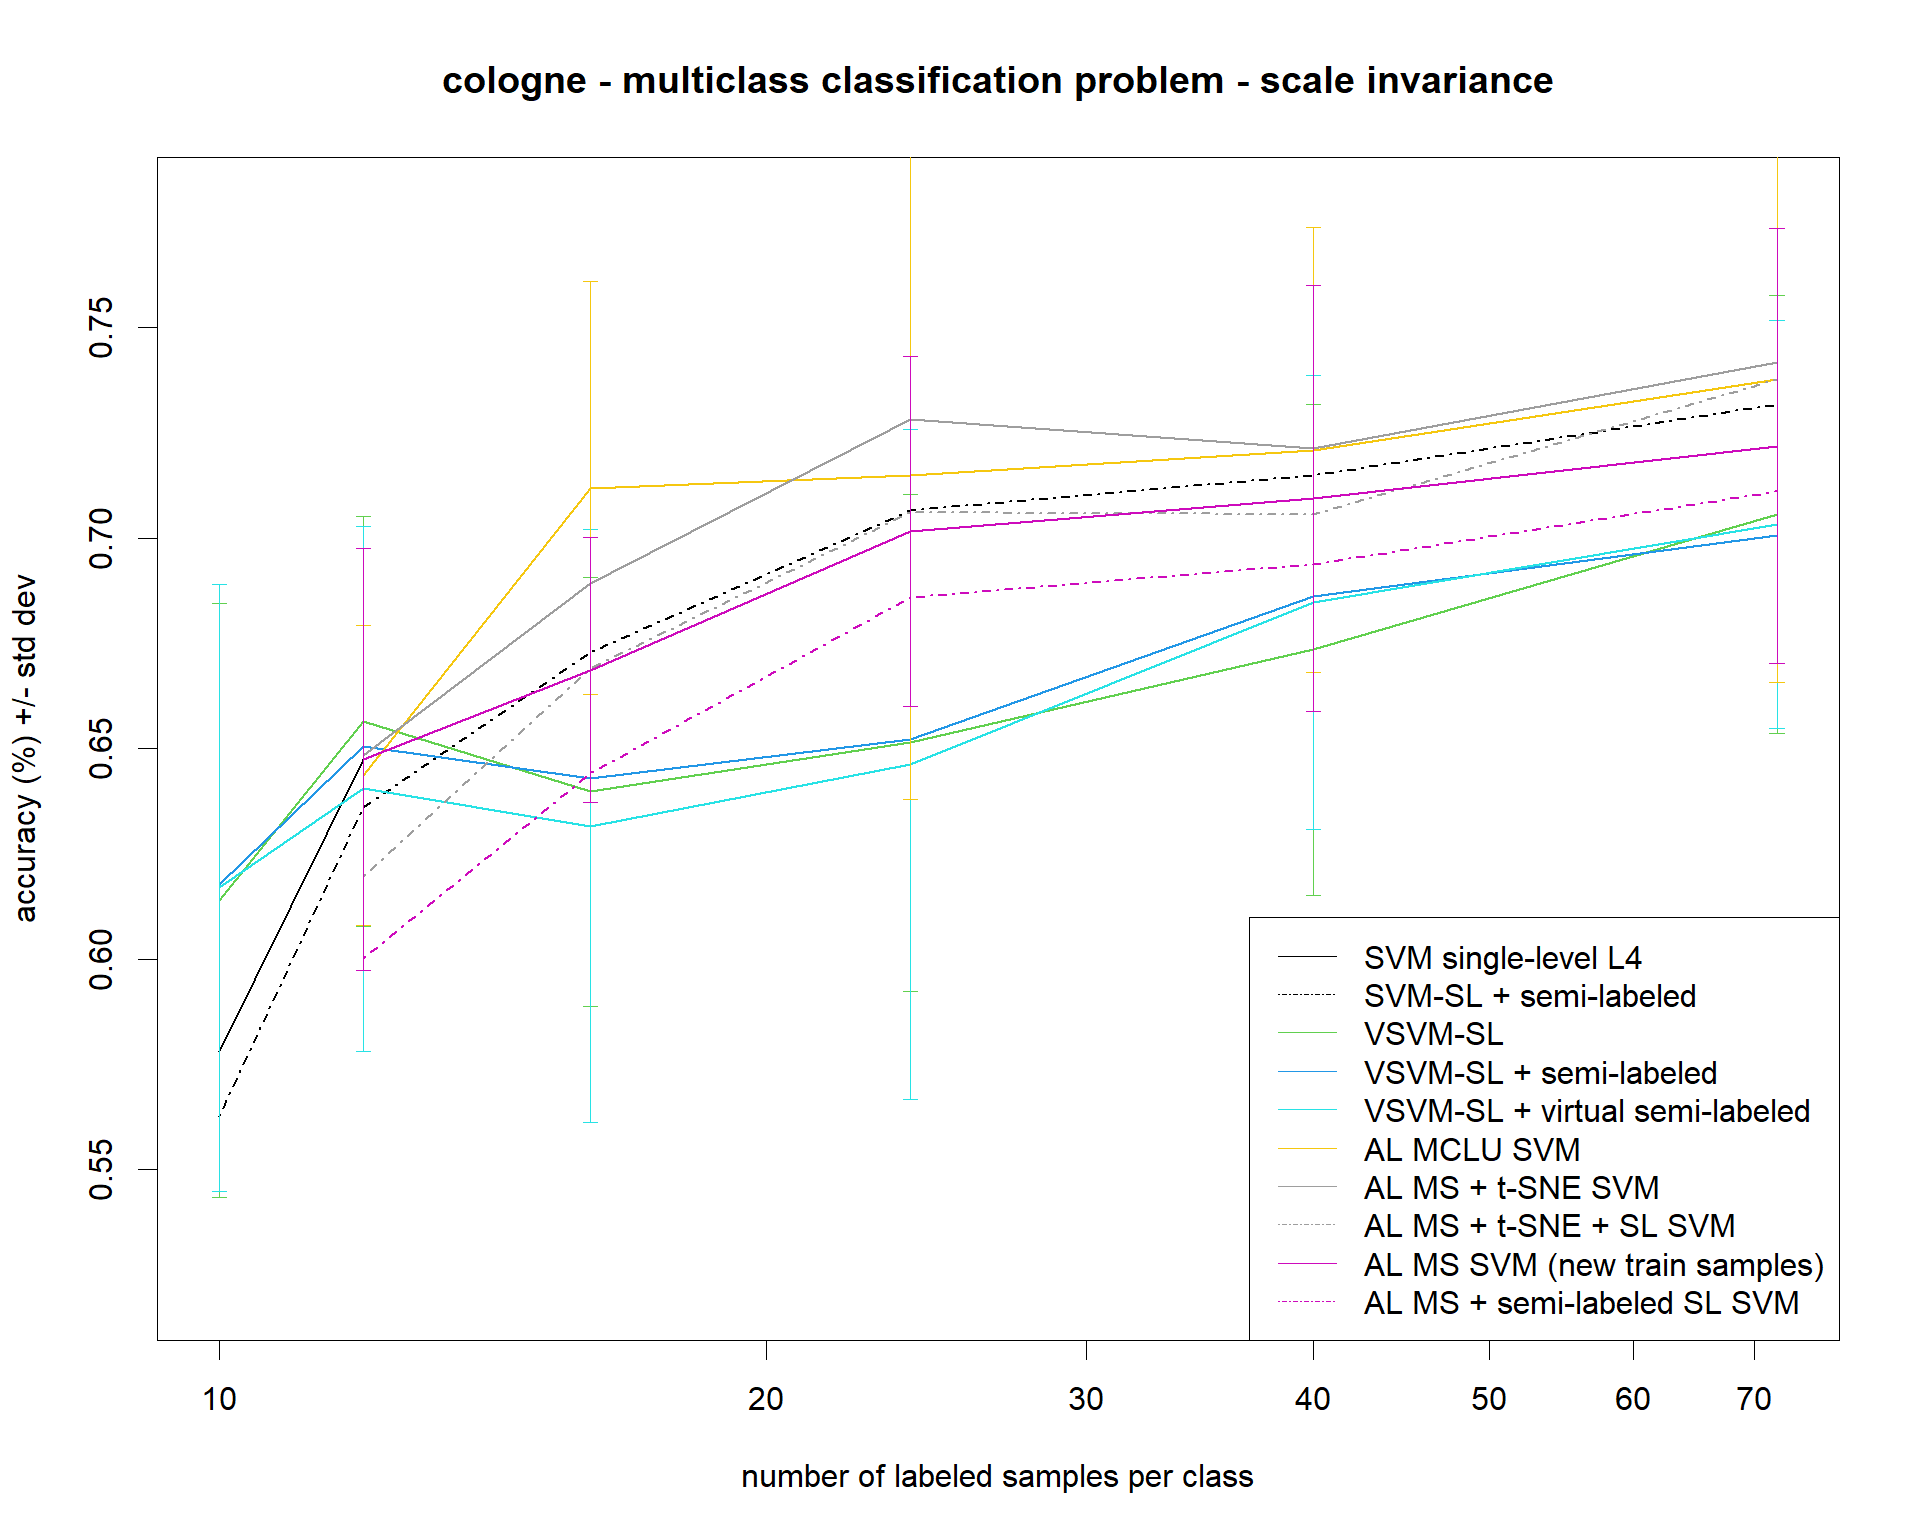 cologne - multiclass classification problem - scale invariance
accuracy (%) +/- std dev
0.75
0.70
0.65
0.60
0.55
SVM single-level L4
SVM-SL + semi-labeled
VSVM-SL
VSVM-SL + semi-labeled
VSVM-SL + virtual semi-labeled
AL MCLU SVM
AL MS + t-SNE SVM
AL MS + t-SNE + SL SVM
AL MS SVM (new train samples)
AL MS + semi-labeled SL SVM
10 20 30 40 50 60 70
number of labeled samples per class